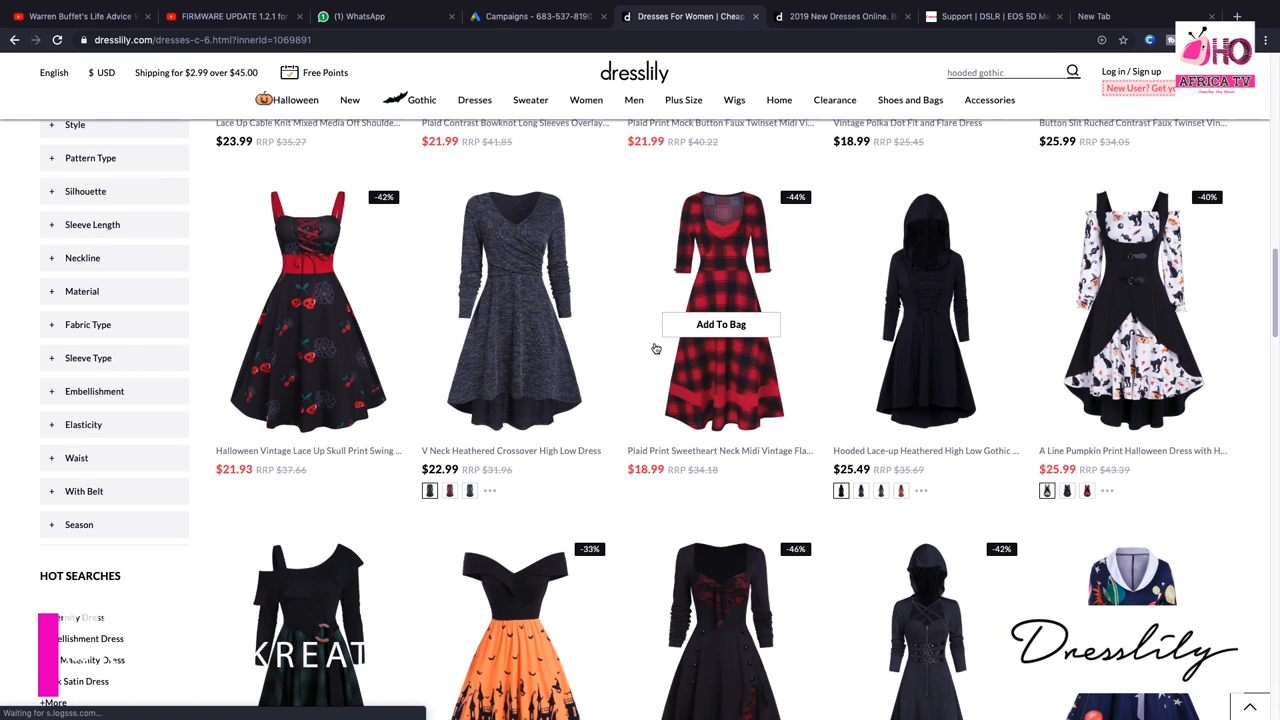 Warren Buffet's Life Advice W
FIRMWARE UPDATE 1.2.1 for
(1) WhatsApp
Campaigns - 683-537-8190
Dresses For Women | Cheap
2019 New Dresses Online. B
Support | DSLR | EOS 5D Ma
New Tab
dresslily.com/dresses-c-6.html?innerId=1069891
HO
AFRICA TV
English
$ USD
Shipping for $2.99 over $45.00
Free Points
dresslily
hooded gothic
Log in / Sign up
New User? Get yo
Halloween
New
Gothic
Dresses
Sweater
Women
Men
Plus Size
Wigs
Home
Clearance
Shoes and Bags
Accessories
+ Style
+ Pattern Type
+ Silhouette
+ Sleeve Length
+ Neckline
+ Material
+ Fabric Type
+ Sleeve Type
+ Embellishment
+ Elasticity
+ Waist
+ With Belt
+ Season
HOT SEARCHES
ernity Dress
ellishment Dress
Maternity Dress
k Satin Dress
+More
Lace Up Cable Knit Mixed Media Off Shoulde...
$23.99 RRP $35.27
Plaid Contrast Bowknot Long Sleeves Overlay...
$21.99 RRP $41.85
Plaid Print Mock Button Faux Twinset Midi Vi...
$21.99 RRP $40.22
Vintage Polka Dot Fit and Flare Dress
$18.99 RRP $25.45
Button Slit Ruched Contrast Faux Twinset Vin...
$25.99 RRP $34.05
-42%
-44%
-40%
Add To Bag
Halloween Vintage Lace Up Skull Print Swing ...
$21.93 RRP $37.66
V Neck Heathered Crossover High Low Dress
$22.99 RRP $31.96
Plaid Print Sweetheart Neck Midi Vintage Fla...
$18.99 RRP $34.18
Hooded Lace-up Heathered High Low Gothic ...
$25.49 RRP $35.69
A Line Pumpkin Print Halloween Dress with H...
$25.99 RRP $43.39
-33%
-46%
-42%
KREAT
Dresslily
Waiting for s.logsss.com...